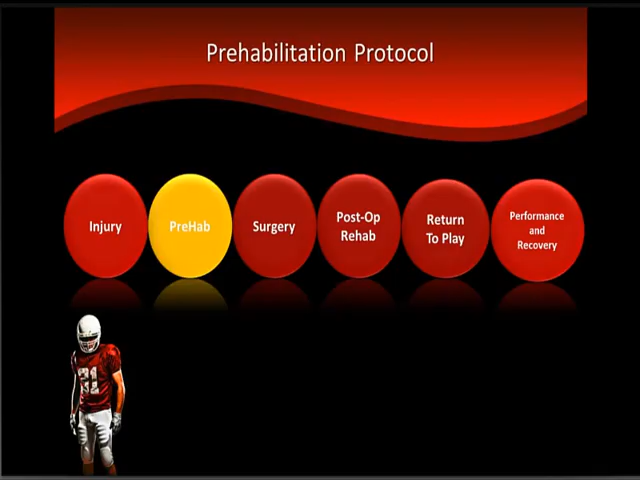 Prehabilitation Protocol
Injury
PreHab
Surgery
Post-Op
Rehab
Return
To Play
Performance
and
Recovery
21